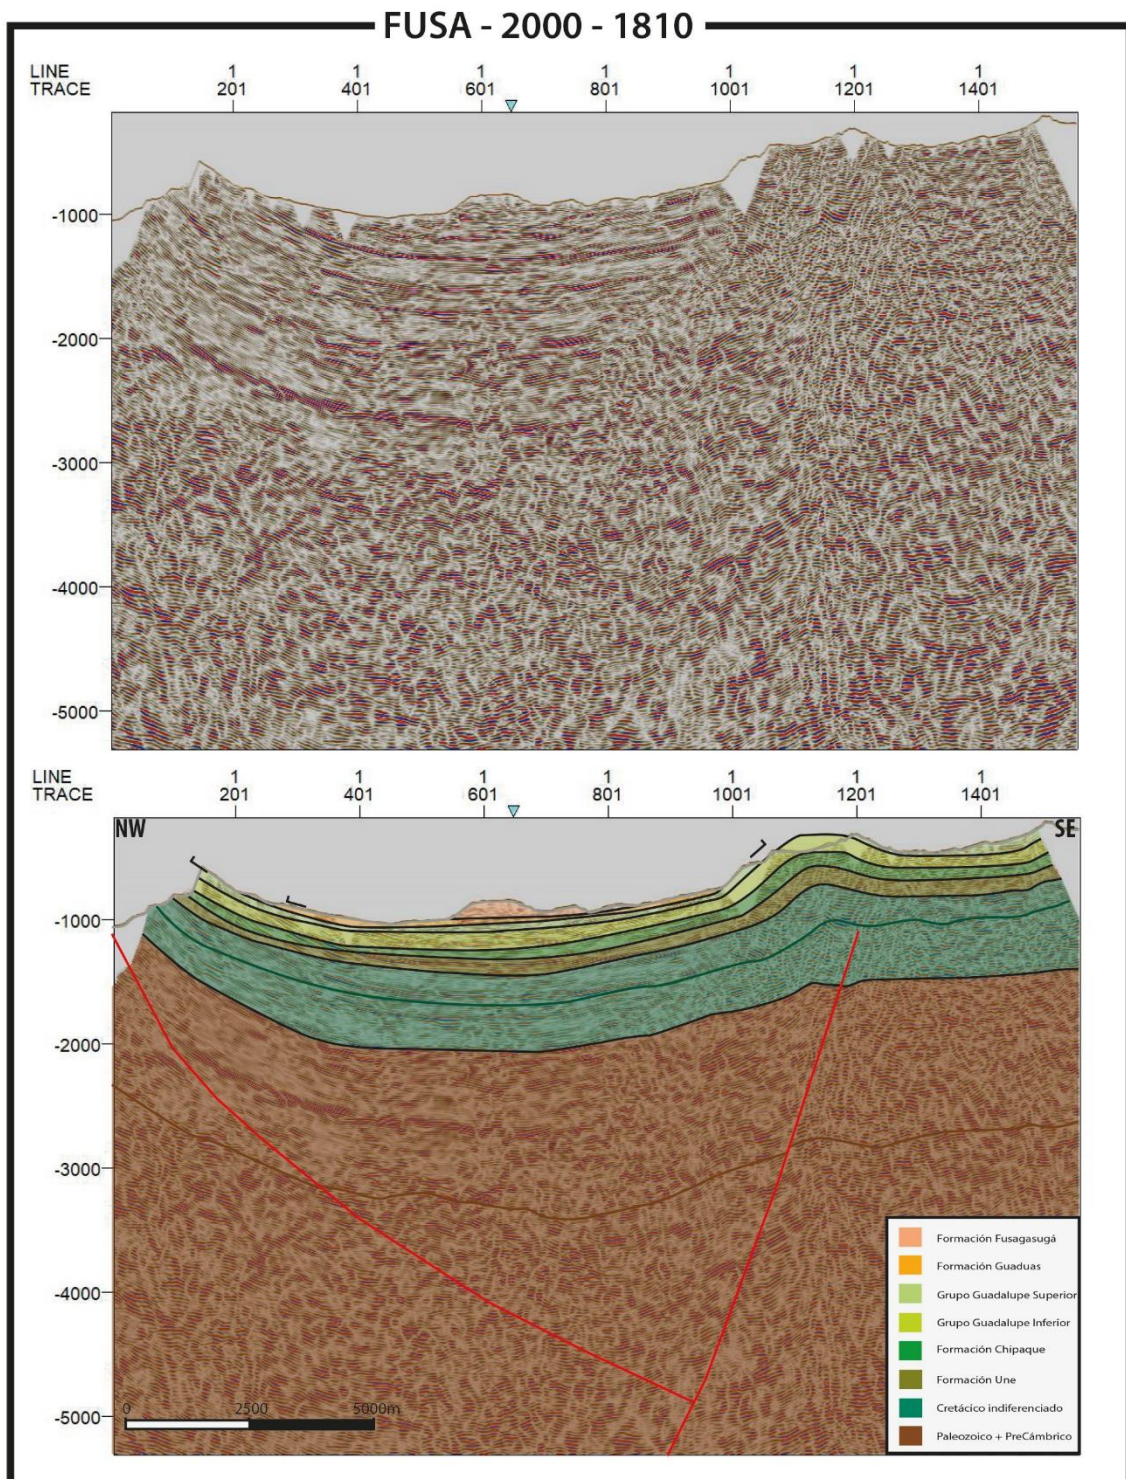 FUSA - 2000 - 1810
LINE 1 1 1 1 1 1 1
TRACE 201 401 601 801 1001 1201 1401
-1000
-2000
-3000
-4000
-5000
LINE 1 1 1 1 1 1 1
TRACE 201 401 601 801 1001 1201 1401
NW SE
-1000
-2000
-3000
-4000
-5000
0 2500 5000m
Formación Fusagasugá
Formación Guaduas
Grupo Guadalupe Superior
Grupo Guadalupe Inferior
Formación Chipaque
Formación Une
Cretácico indiferenciado
Paleozoico + PreCámbrico